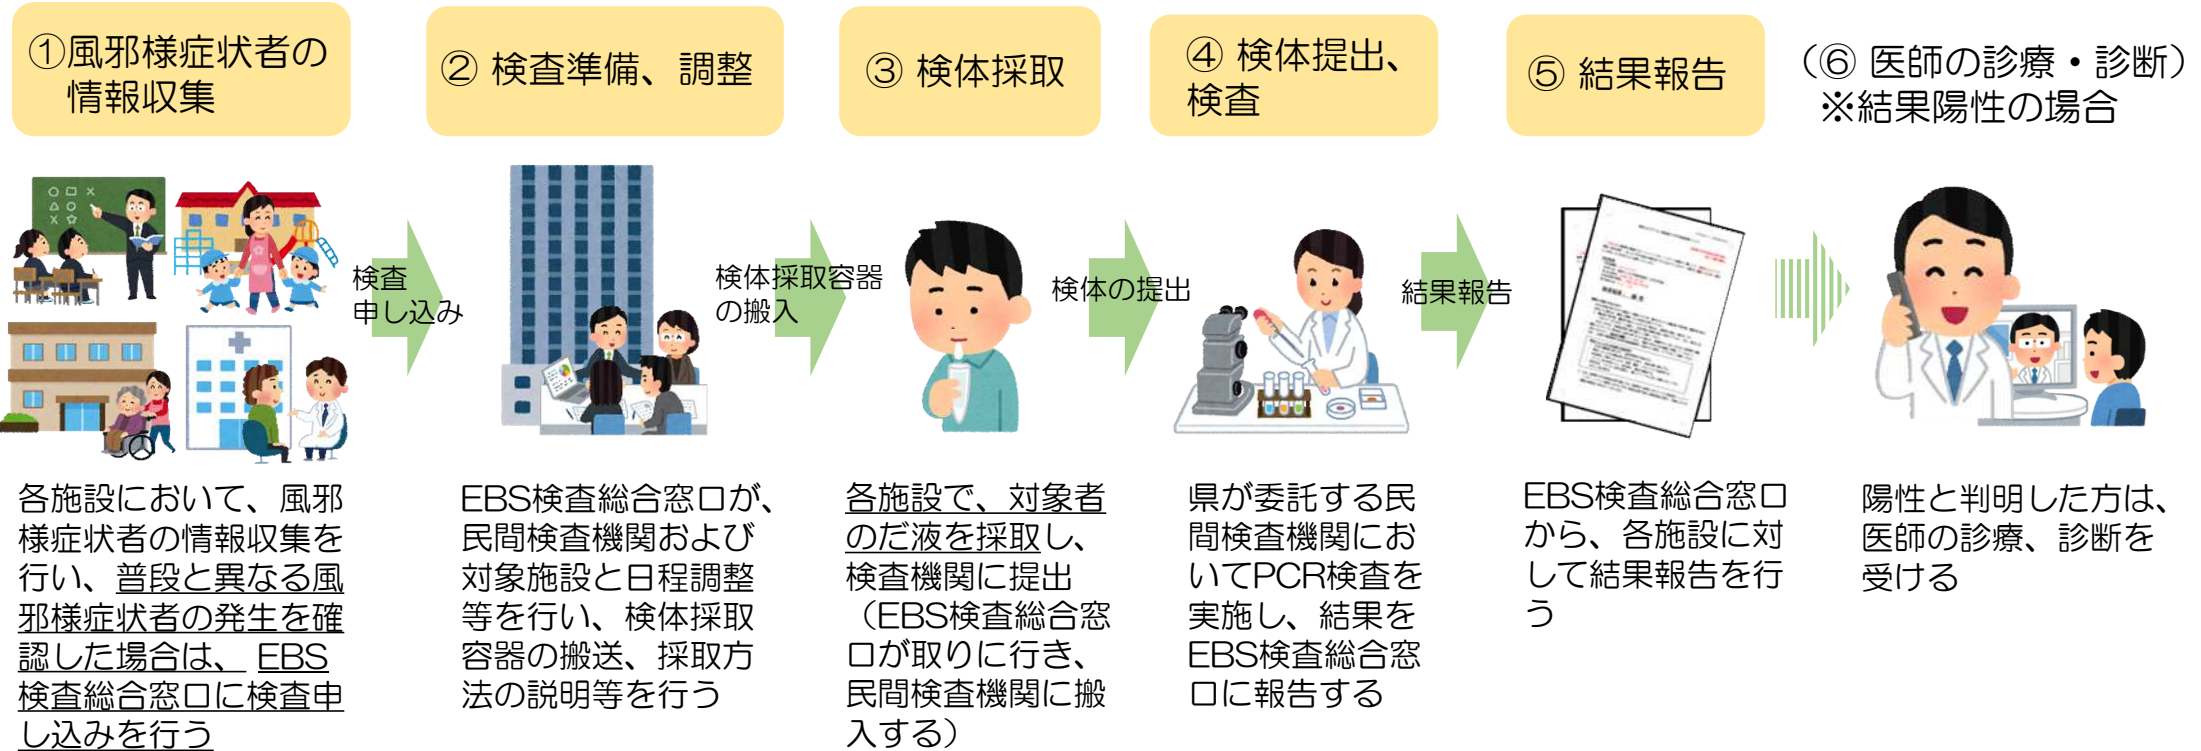 ①風邪様症状者の
情報収集
② 検査準備、調整
③ 検体採取
④ 検体提出、
検査
⑤ 結果報告
（⑥ 医師の診療・診断）
※結果陽性の場合
検査
申し込み
検体採取容器
の搬入
検体の提出
結果報告
各施設において、風邪
様症状者の情報収集を
行い、普段と異なる風
邪様症状者の発生を確
認した場合は、 EBS
検査総合窓口に検査申
し込みを行う
EBS検査総合窓口が、
民間検査機関および
対象施設と日程調整
等を行い、検体採取
容器の搬送、採取方
法の説明等を行う
各施設で、対象者
のだ液を採取し、
検査機関に提出
（EBS検査総合窓
口が取りに行き、
民間検査機関に搬
入する）
県が委託する民
間検査機関にお
いてPCR検査を
実施し、結果を
EBS検査総合窓
口に報告する
EBS検査総合窓口
から、各施設に対
して結果報告を行
う
陽性と判明した方は、
医師の診療、診断を
受ける